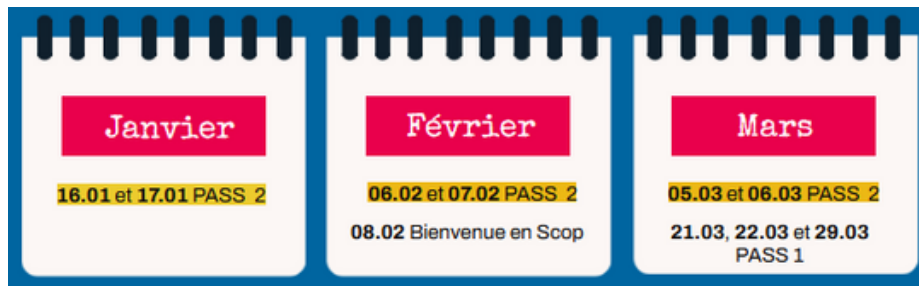 Janvier
16.01 et 17.01 PASS 2
Février
06.02 et 07.02 PASS 2
08.02 Bienvenue en Scop
Mars
05.03 et 06.03 PASS 2
21.03, 22.03 et 29.03
PASS 1